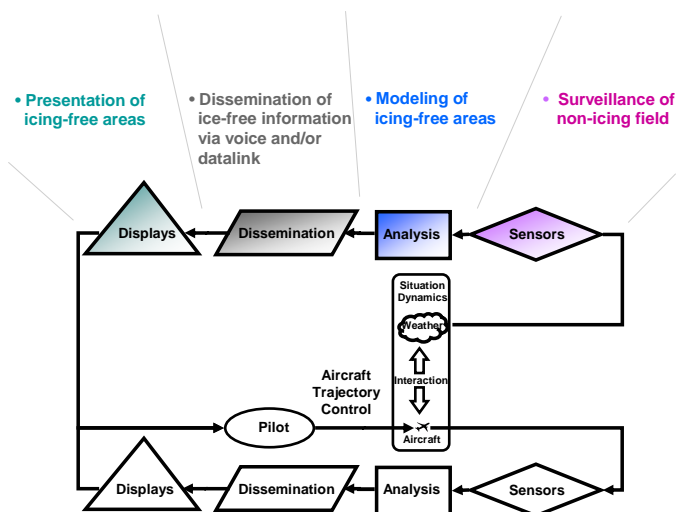 • Presentation of
icing-free areas
• Dissemination of
ice-free information
via voice and/or
datalink
• Modeling of
icing-free areas
• Surveillance of
non-icing field
Displays
Dissemination
Analysis
Sensors
Situation
Dynamics
Weather
Interaction
Aircraft
Aircraft
Trajectory
Control
Pilot
Displays
Dissemination
Analysis
Sensors